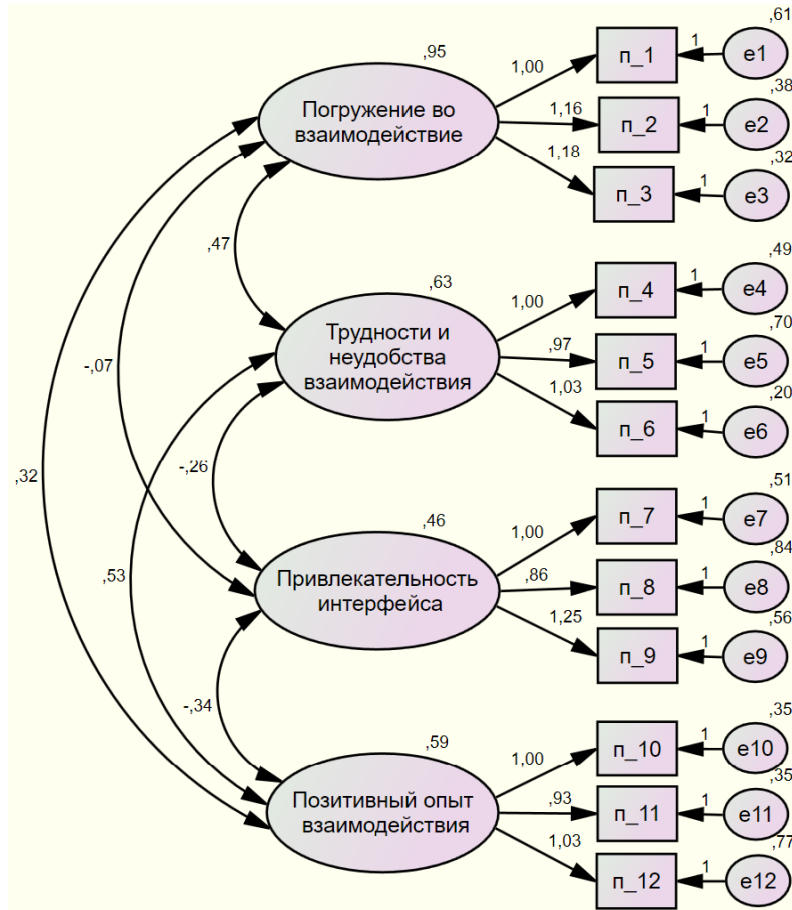 ,95
Погружение во
взаимодействие
1,00
1,16
1,18
п_1
1
,61
e1
п_2
1
,38
e2
п_3
1
,32
e3
,47
,63
Трудности и
неудобства
взаимодействия
1,00
,97
1,03
п_4
1
,49
e4
п_5
1
,70
e5
п_6
1
,20
e6
-,07
-,26
,32
,53
,46
Привлекательность
интерфейса
1,00
,86
1,25
п_7
1
,51
e7
п_8
1
,84
e8
п_9
1
,56
e9
-,34
,59
Позитивный опыт
взаимодействия
1,00
,93
1,03
п_10
1
,35
e10
п_11
1
,35
e11
п_12
1
,77
e12